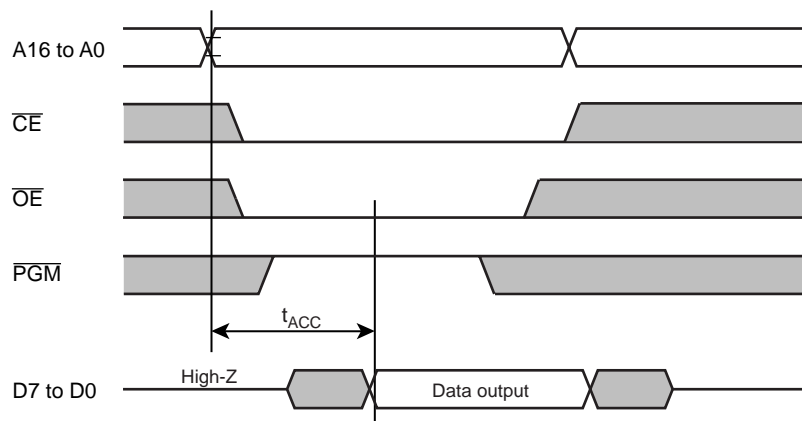 A16 to A0
CE
OE
PGM
tACC
High-Z
D7 to D0
Data output